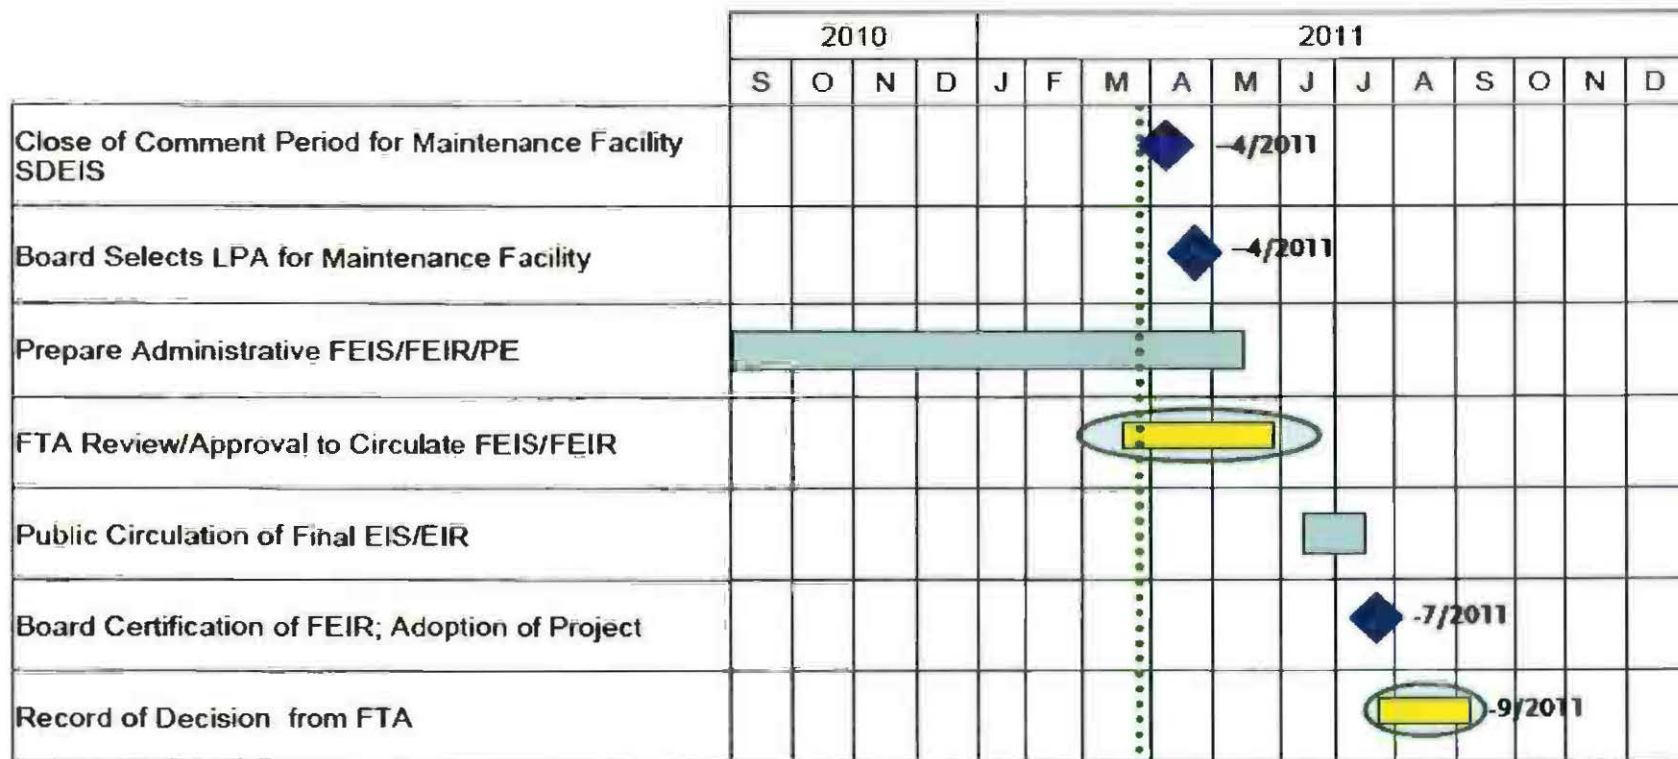 2010 2011
S O N D J F M A M J J A S O N D
Close of Comment Period for Maintenance Facility
SDEIS
–4/2011
Board Selects LPA for Maintenance Facility
–4/2011
Prepare Administrative FEIS/FEIR/PE
FTA Review/Approval to Circulate FEIS/FEIR
Public Circulation of Final EIS/EIR
Board Certification of FEIR; Adoption of Project
-7/2011
Record of Decision from FTA
-9/2011